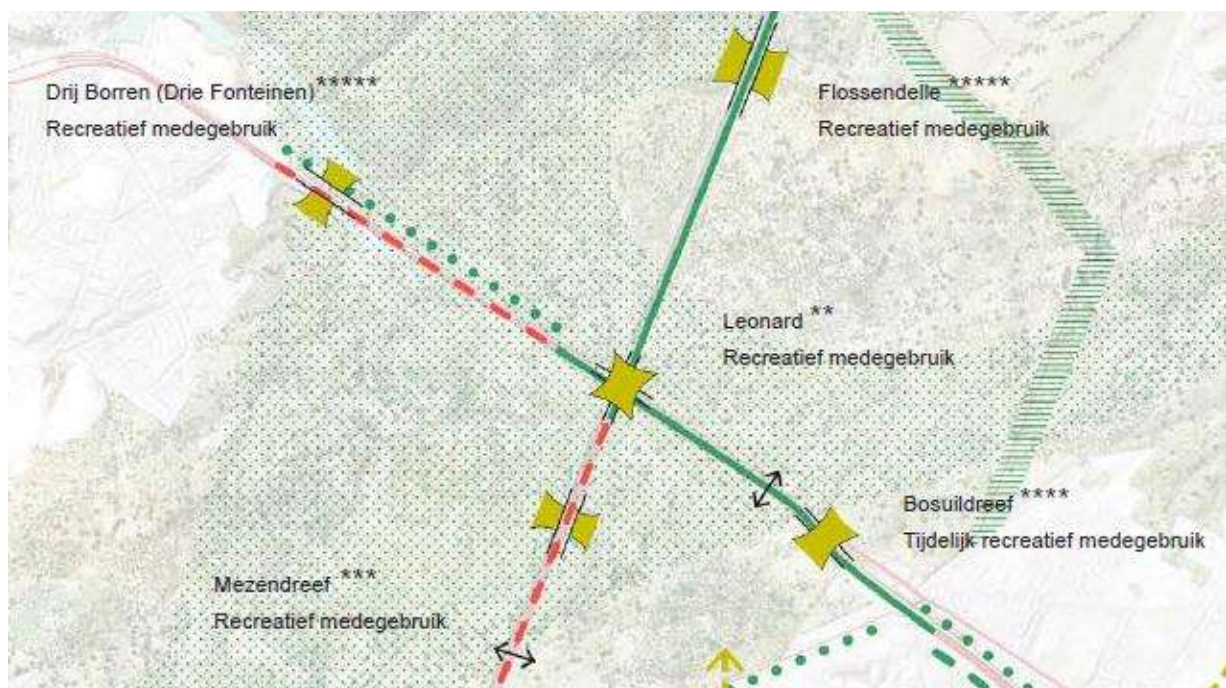 Drij Borren (Drie Fonteinen) *****
Recreatief medegebruik
Flossendelle *****
Recreatief medegebruik
Leonard **
Recreatief medegebruik
Bosuildreef ****
Tijdelijk recreatief medegebruik
Mezendreef ***
Recreatief medegebruik